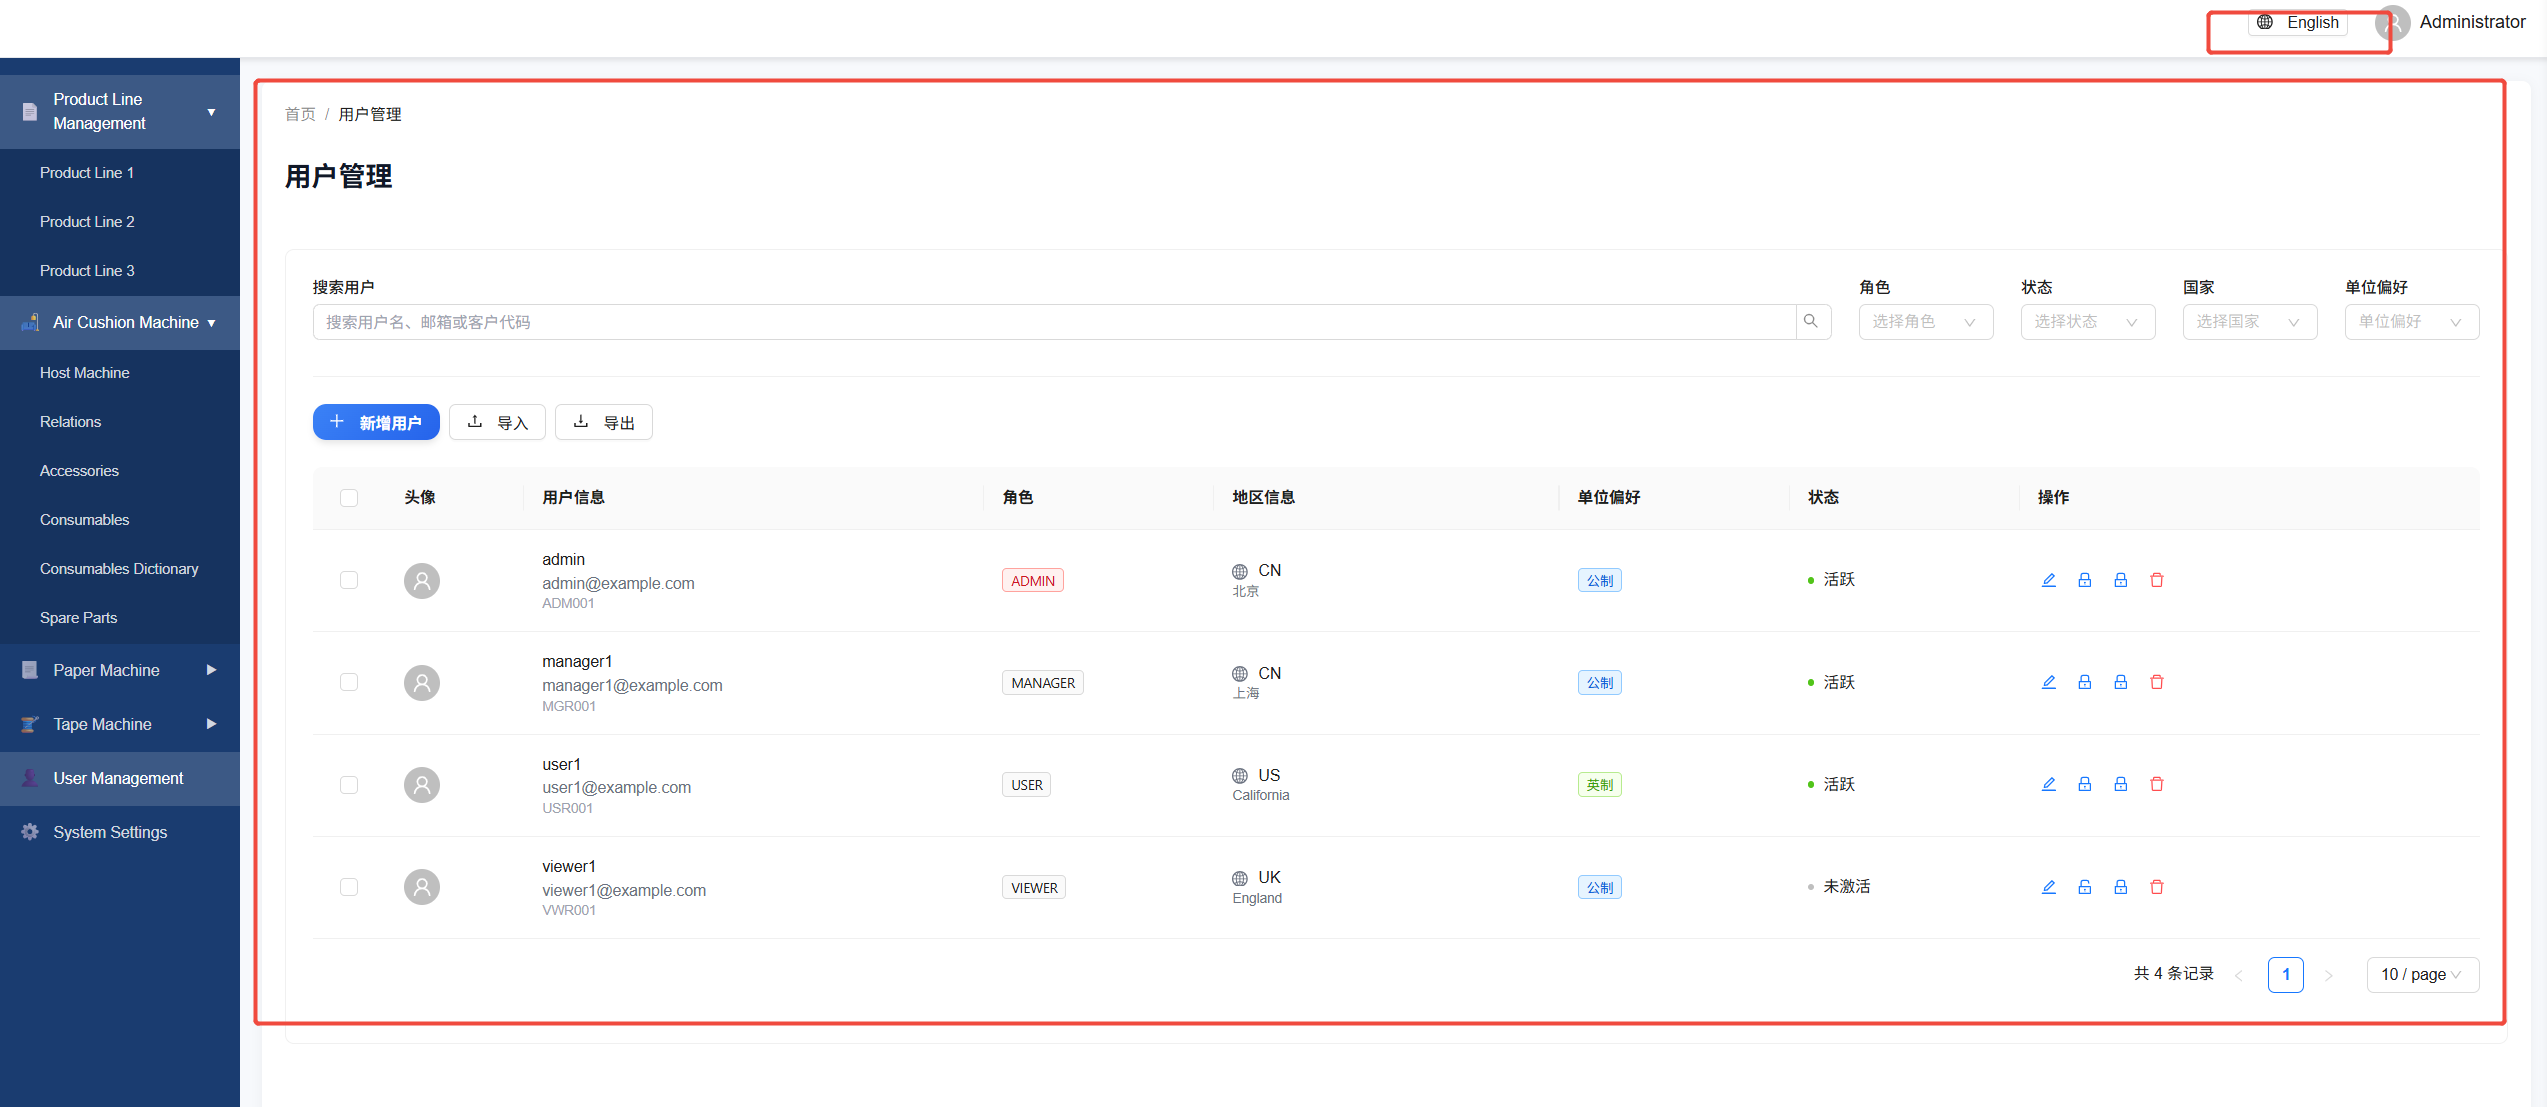 English
Administrator
Product Line
Management
Product Line 1
Product Line 2
Product Line 3
Air Cushion Machine
Host Machine
Relations
Accessories
Consumables
Consumables Dictionary
Spare Parts
Paper Machine
Tape Machine
User Management
System Settings
首页 / 用户管理
用户管理
搜索用户 角色 状态 国家 单位偏好
搜索用户名、邮箱或客户代码 选择角色 选择状态 选择国家 单位偏好
新增用户 导入 导出
头像 用户信息 角色 地区信息 单位偏好 状态 操作
admin
admin@example.com
ADM001
ADMIN
CN
北京
公制
活跃
manager1
manager1@example.com
MGR001
MANAGER
CN
上海
公制
活跃
user1
user1@example.com
USR001
USER
US
California
英制
活跃
viewer1
viewer1@example.com
VWR001
VIEWER
UK
England
公制
未激活
共 4 条记录 1 10 / page